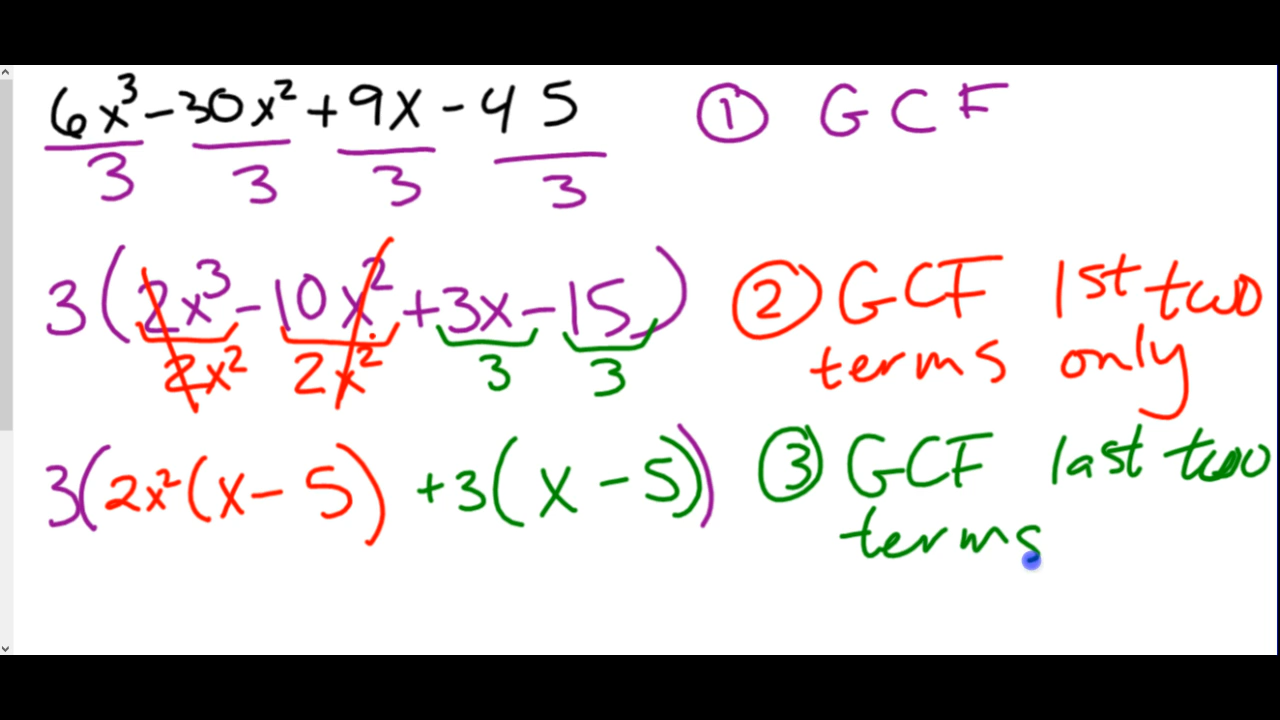 6x³ - 30x² + 9x - 45 ① GCF
3 3 3 3
3(2x³ - 10x² + 3x - 15) ② GCF 1st two
2x² 2x² 3 3 terms only
3(2x²(x - 5) + 3(x - 5)) ③ GCF last two
terms